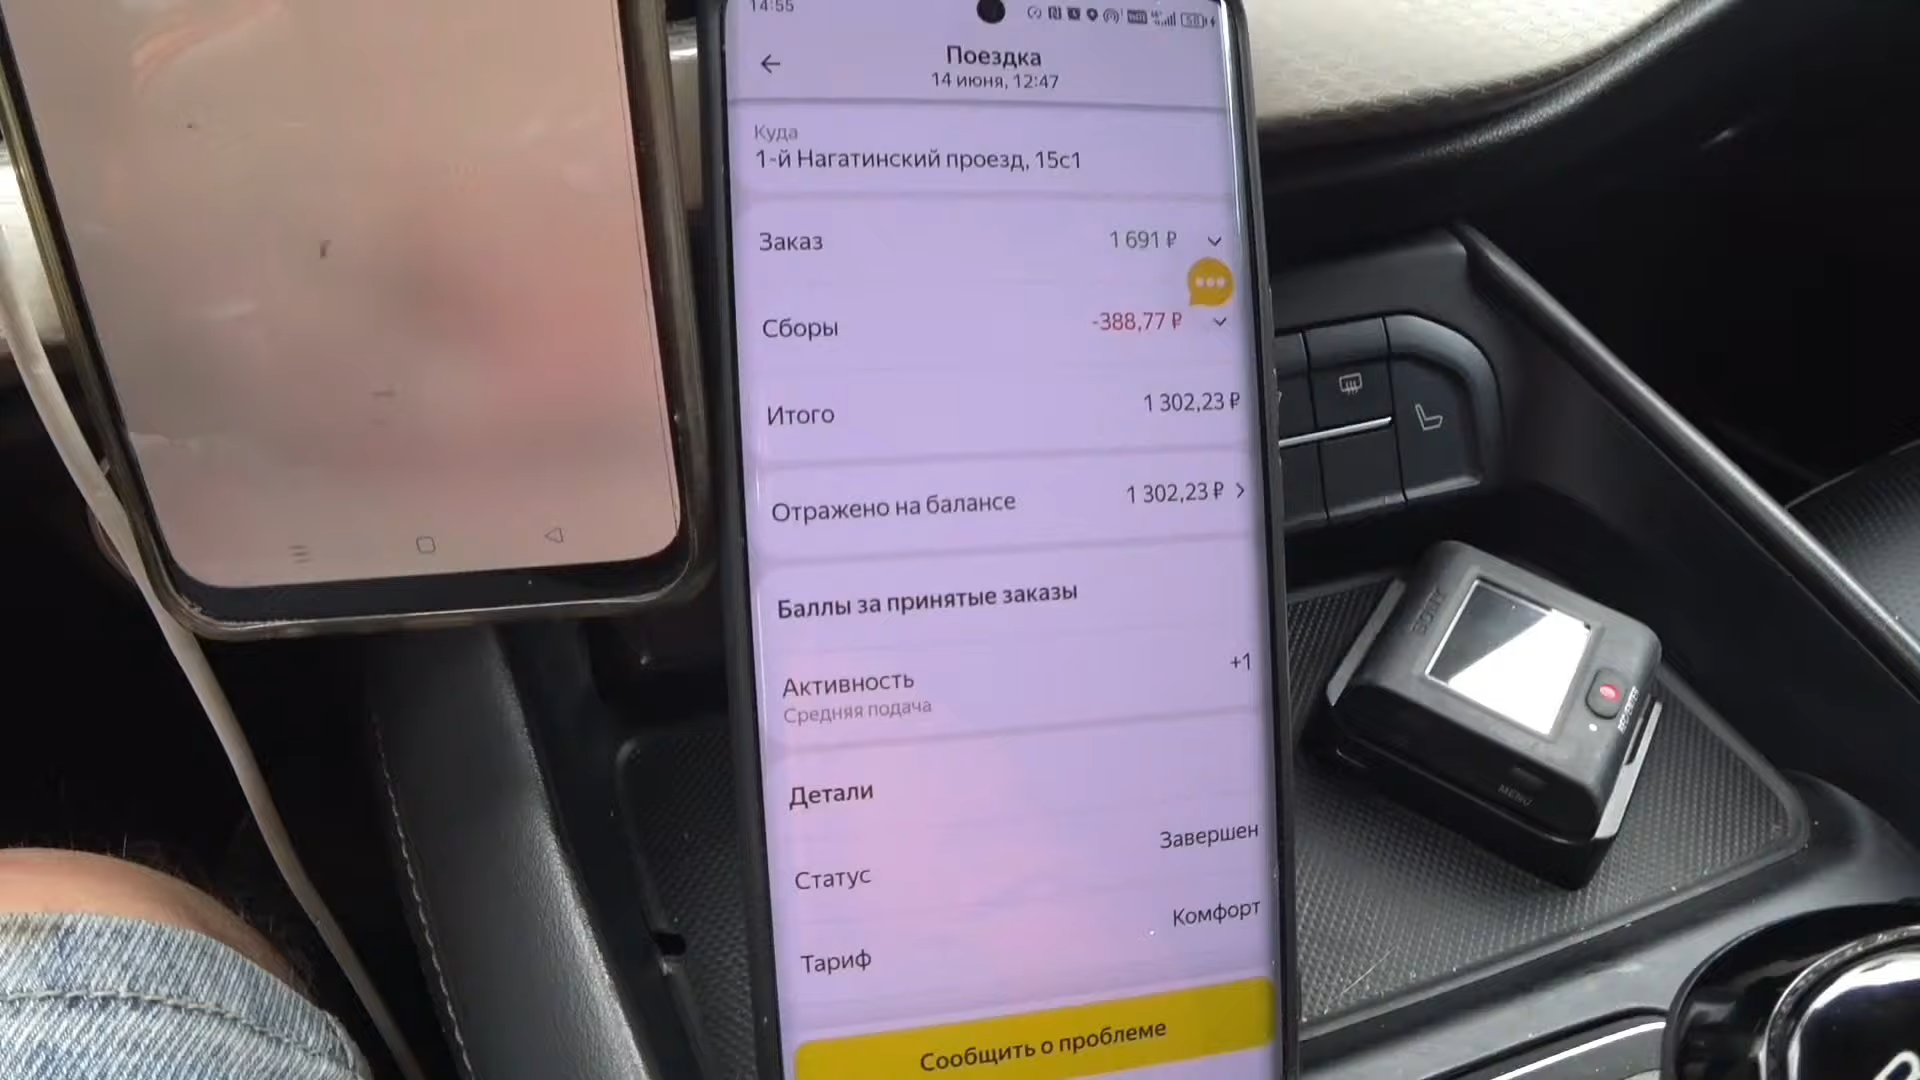 14:55
58
Поездка
14 июня, 12:47
Куда
1-й Нагатинский проезд, 15с1
Заказ
1 691 ₽
Сборы
-388,77 ₽
Итого
1 302,23 ₽
Отражено на балансе
1 302,23 ₽
Баллы за принятые заказы
Активность
+1
Средняя подача
Детали
Статус
Завершен
Тариф
Комфорт
Сообщить о проблеме
SONY
MENU